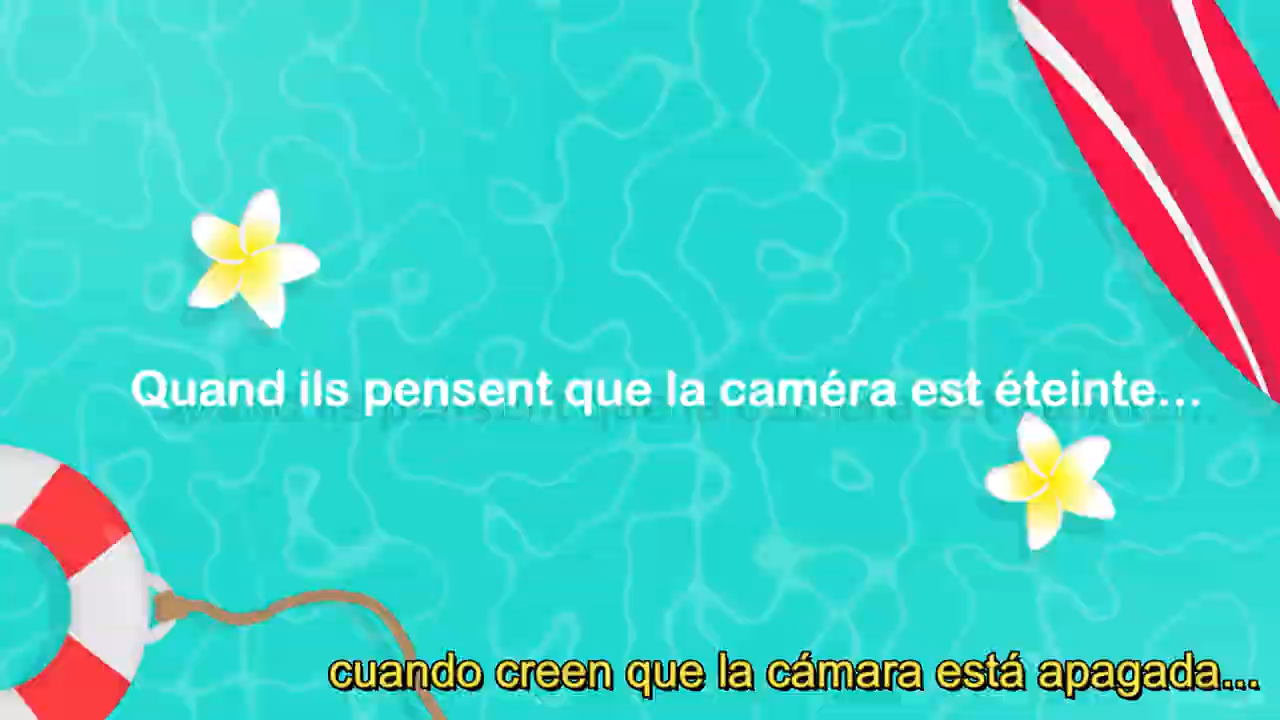 Quand ils pensent que la caméra est éteinte...
cuando creen que la cámara está apagada...